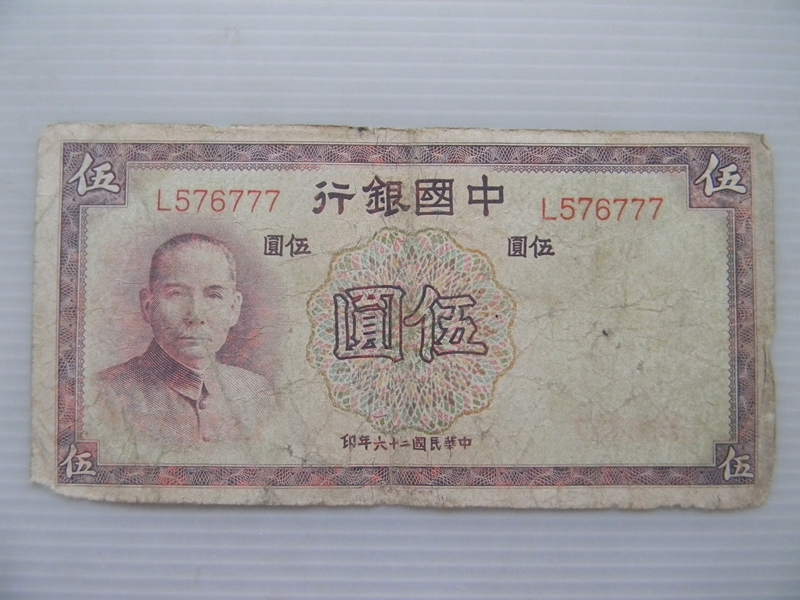 伍 伍
L576777 中國銀行 L576777
伍圓 伍圓
伍圓
中華民國二十六年印
伍 伍